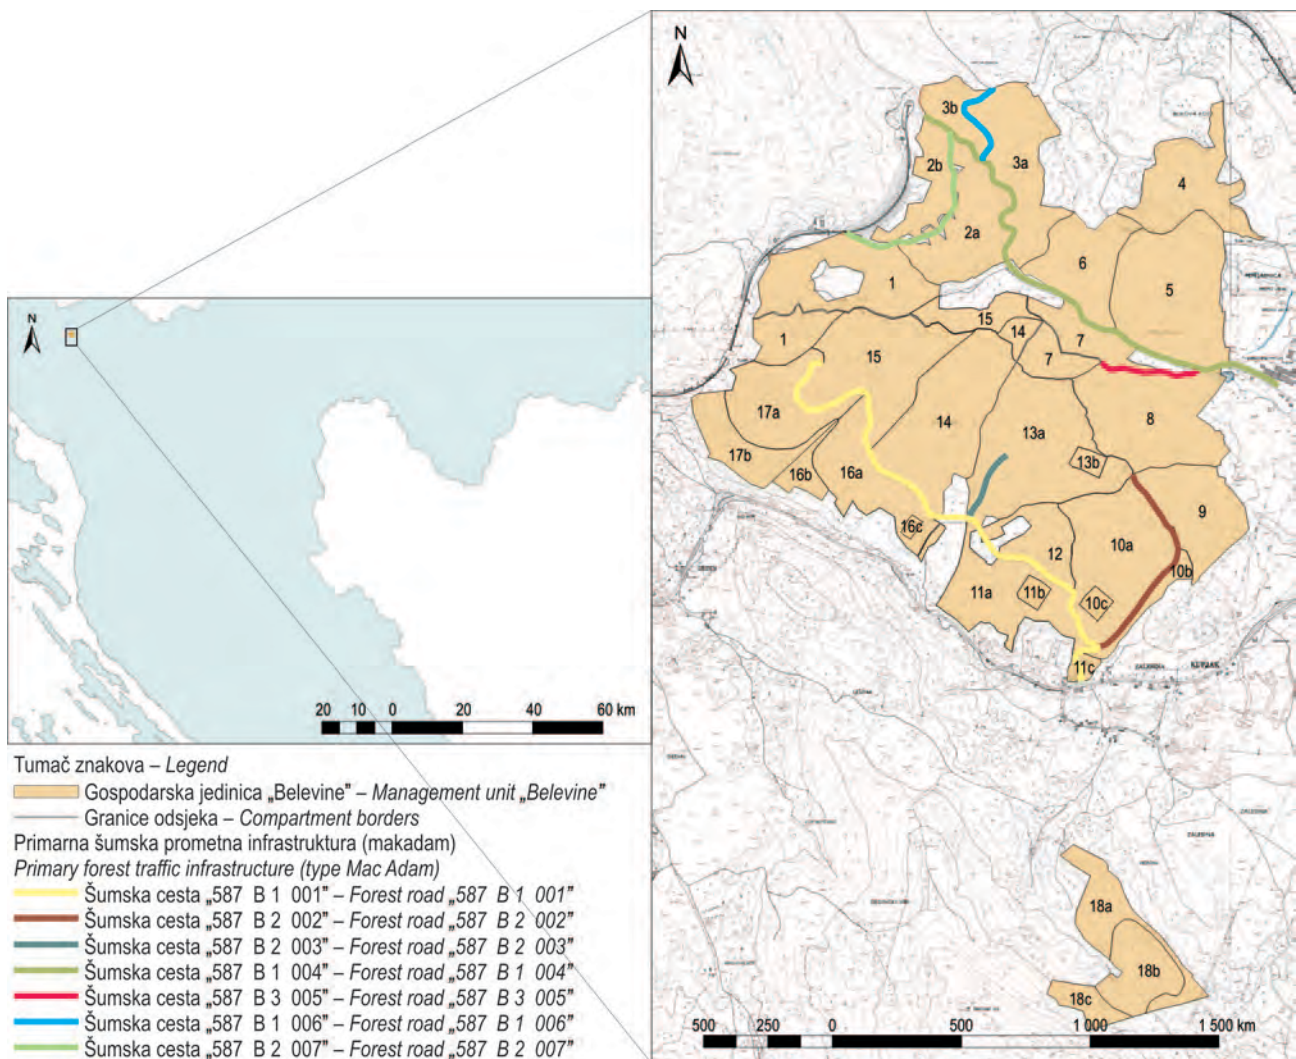 N
20 10 0 20 40 60 km
Tumač znakova – Legend
Gospodarska jedinica „Belevine" – Management unit „Belevine"
Granice odsjeka – Compartment borders
Primarna šumska prometna infrastruktura (makadam)
Primary forest traffic infrastructure (type Mac Adam)
Šumska cesta „587 B 1 001" – Forest road „587 B 1 001"
Šumska cesta „587 B 2 002" – Forest road „587 B 2 002"
Šumska cesta „587 B 2 003" – Forest road „587 B 2 003"
Šumska cesta „587 B 1 004" – Forest road „587 B 1 004"
Šumska cesta „587 B 3 005" – Forest road „587 B 3 005"
Šumska cesta „587 B 1 006" – Forest road „587 B 1 006"
Šumska cesta „587 B 2 007" – Forest road „587 B 2 007"
N
3b
3a
2b
4
2a
6
5
1
15
14
7
1
15
7
17a
14
13a
8
17b
16b
16a
13b
9
16c
12
10a
10b
11a
11b
10c
11c
KUPJAK
ZALESINA
18a
18b
18c
500 250 0 500 1 000 1 500 km